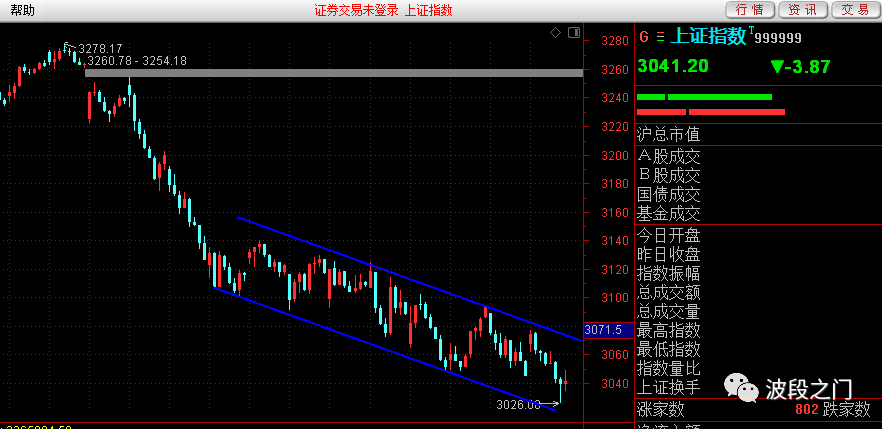 帮助
证券交易未登录 上证指数
行情 资讯 交易
3278.17
3260.78 - 3254.18
3280
3260
3240
3220
3200
3180
3160
3140
3120
3100
3071.5
3060
3040
3026.03
G 三 上证指数 T 999999
3041.20 ▼-3.87
沪总市值
A股成交
B股成交
国债成交
基金成交
今日开盘
昨日收盘
指数振幅
总成交额
总成交量
最高指数
最低指数
指数量比
上证换手
波段之门
涨家数 802 跌家数